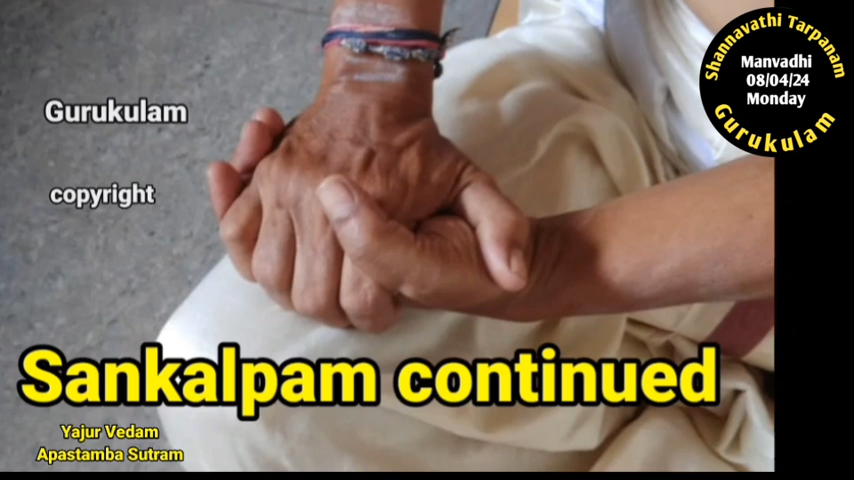 Shannavathi Tarpanam
Manvadhi
08/04/24
Monday
Gurukulam
Gurukulam
copyright
Sankalpam continued
Yajur Vedam
Apastamba Sutram